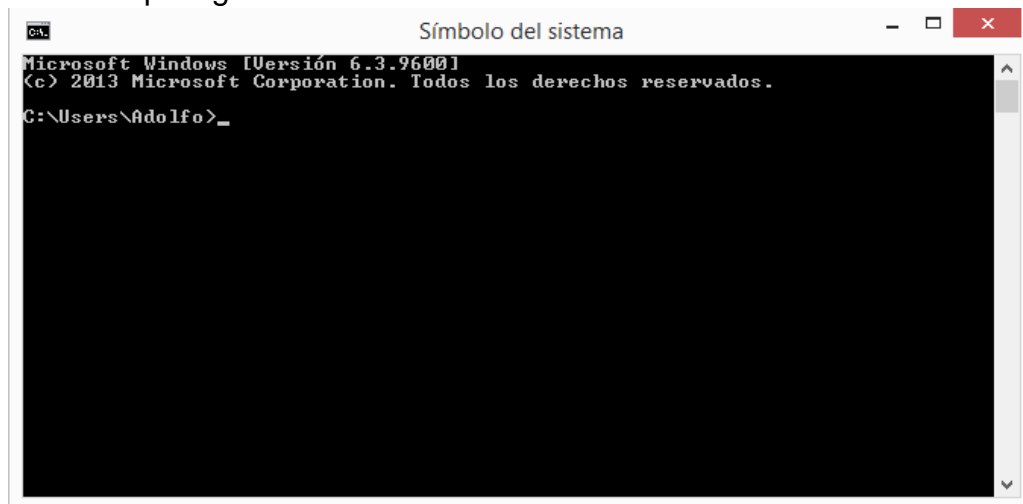 Símbolo del sistema
Microsoft Windows [Versión 6.3.9600]
(c) 2013 Microsoft Corporation. Todos los derechos reservados.
C:\Users\Adolfo>_